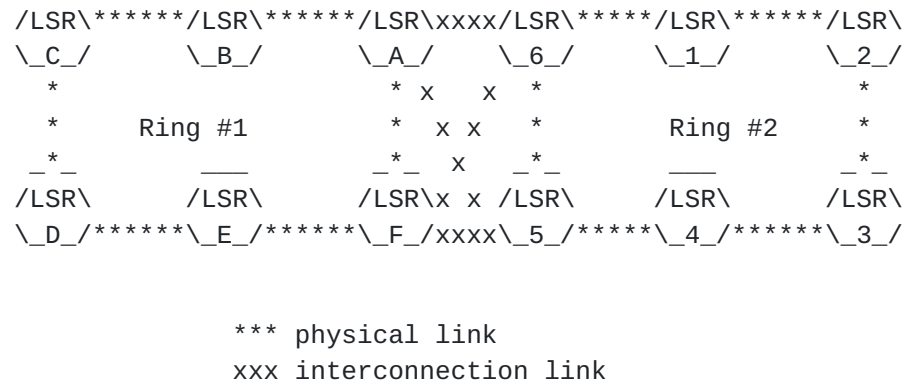 /LSR\******/LSR\******/LSR\xxxx/LSR\*****/LSR\******/LSR\
\_C_/      \_B_/      \_A_/    \_6_/     \_1_/      \_2_/
  *                     * x   x  *                    *
  *     Ring #1         *  x x   *        Ring #2     *
 _*_        ___        _*_  x   _*_       ___        _*_
/LSR\      /LSR\      /LSR\x x /LSR\     /LSR\      /LSR\
\_D_/******\_E_/******\_F_/xxxx\_5_/*****\_4_/******\_3_/
*** physical link
xxx interconnection link